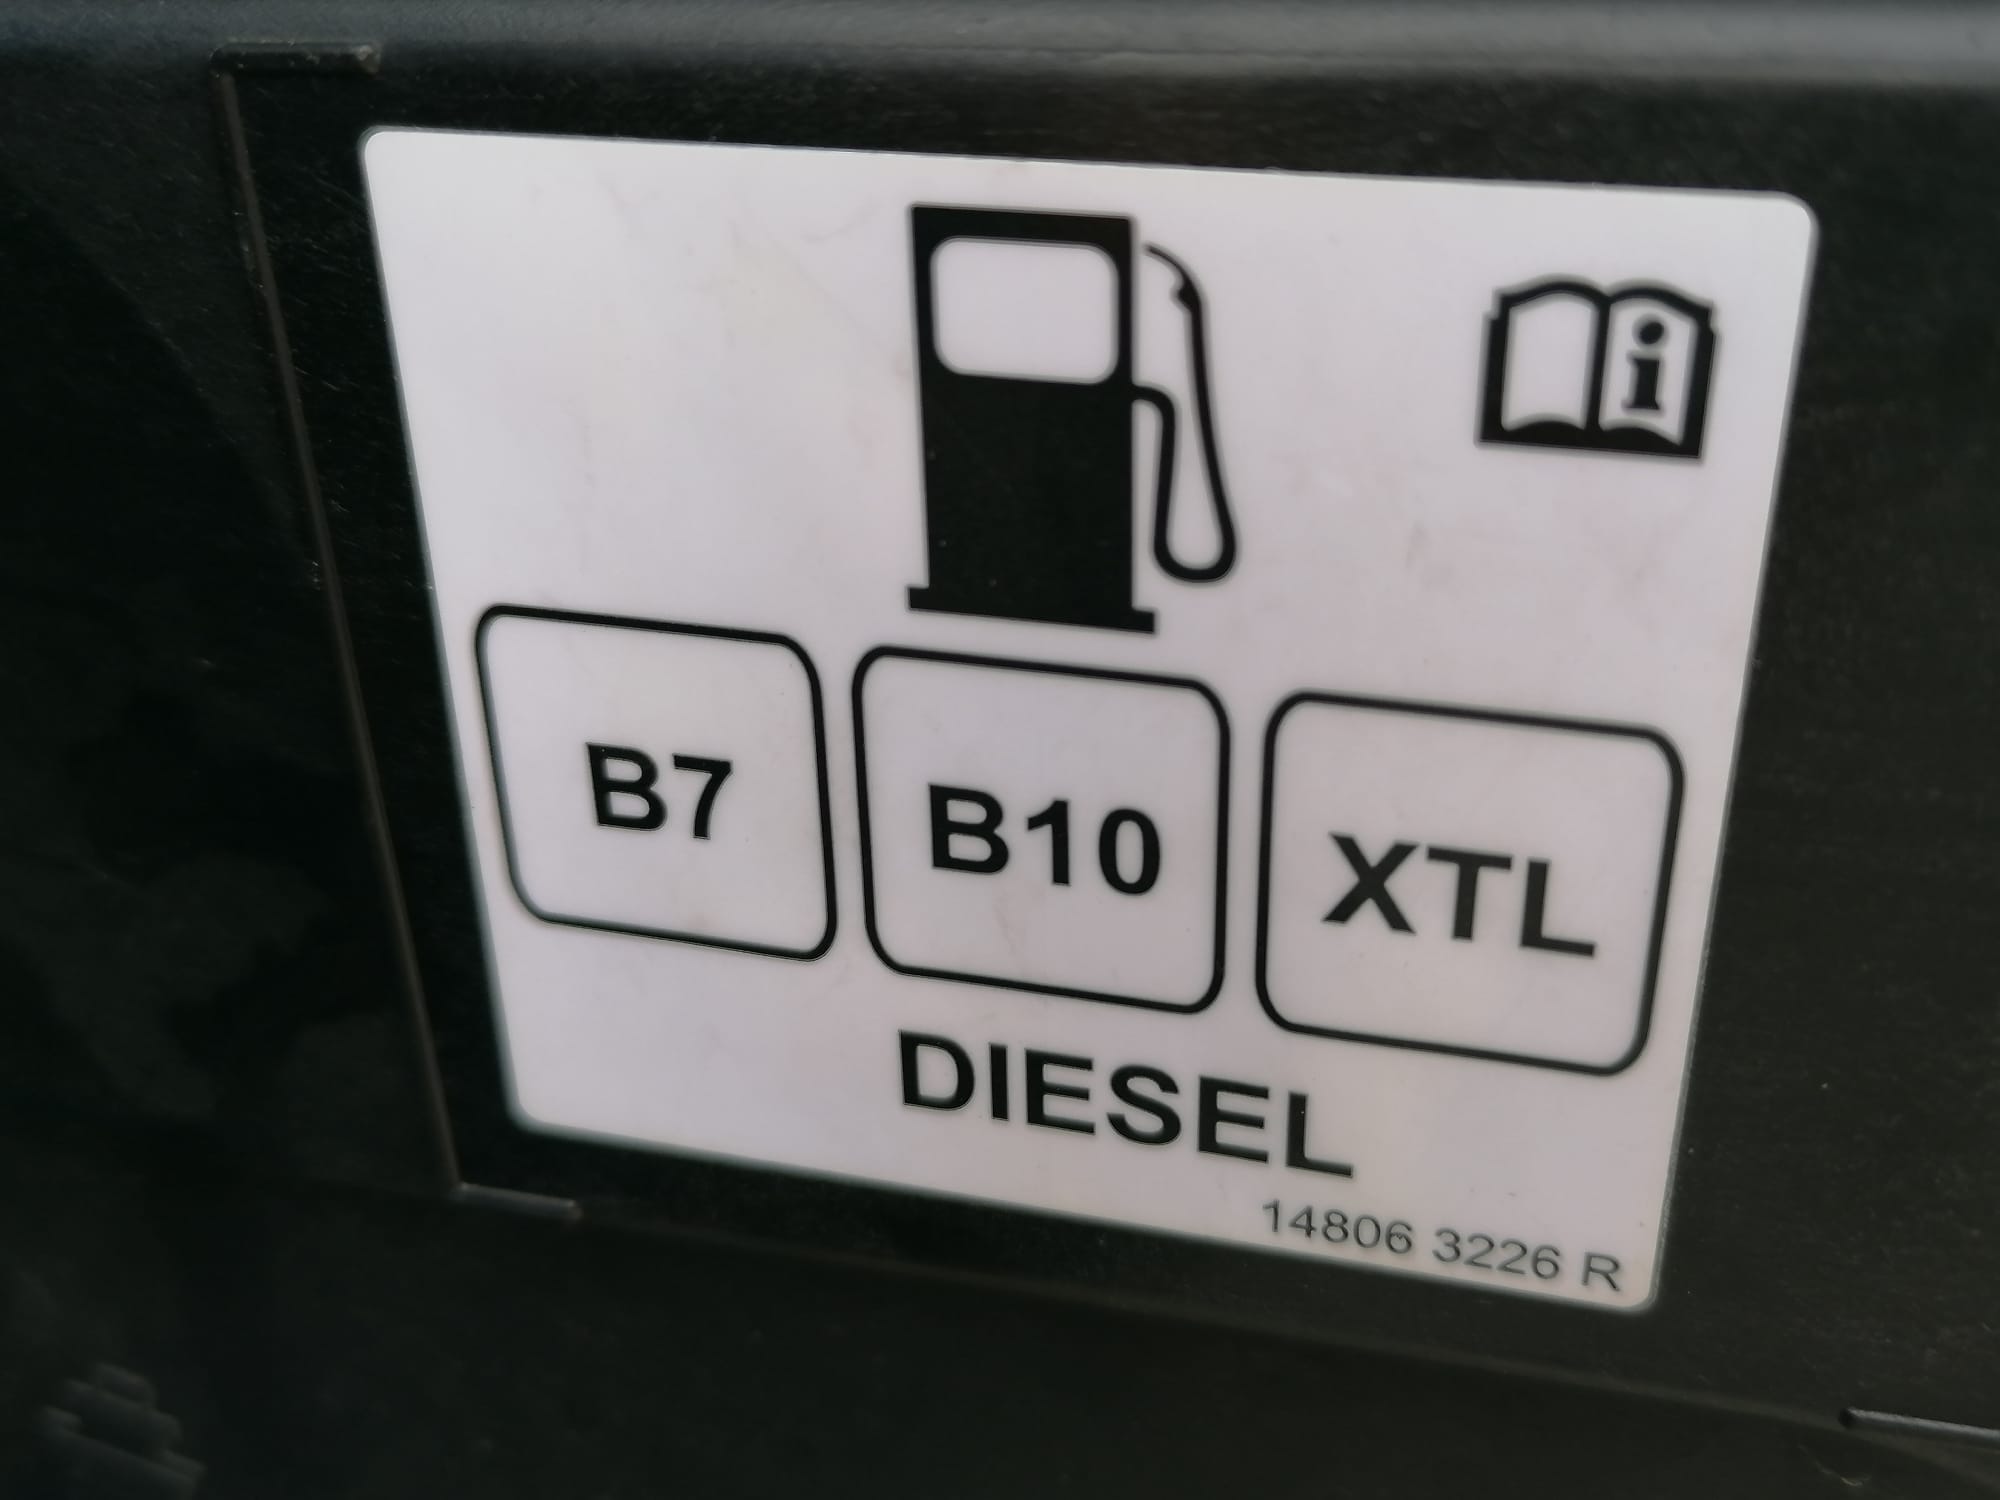 i
B7 B10 XTL
DIESEL
14806 3226 R